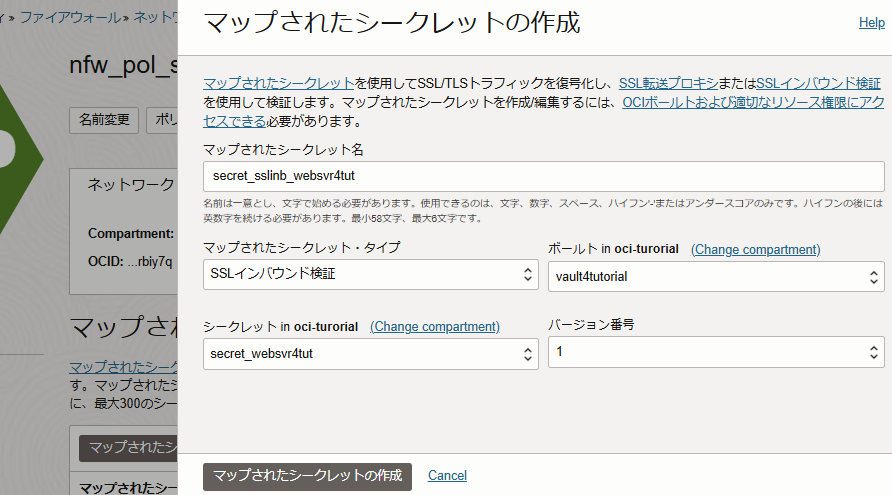 ィ » ファイアウォール » ネットワ
nfw_pol_s
名前変更
ポリ
ネットワーク
Compartment:
OCID: ...rbiy7q
マップされた
マップされたシーク
す。マップされたシ
に、最大300のシー
マップされたシ
マップされたシーク
マップされたシークレットの作成
Help
マップされたシークレットを使用してSSL/TLSトラフィックを復号化し、SSL転送プロキシまたはSSLインバウンド検証
を使用して検証します。マップされたシークレットを作成/編集するには、OCIボールトおよび適切なリソース権限にアク
セスできる必要があります。
マップされたシークレット名
secret_sslinb_websvr4tut
名前は一意とし、文字で始める必要があります。使用できるのは、文字、数字、スペース、ハイフン'-'またはアンダースコアのみです。ハイフンの後には
英数字を続ける必要があります。最小58文字、最大6文字です。
マップされたシークレット・タイプ
SSLインバウンド検証
ボールト in oci-turorial (Change compartment)
vault4tutorial
シークレット in oci-turorial (Change compartment)
secret_websvr4tut
バージョン番号
1
マップされたシークレットの作成
Cancel